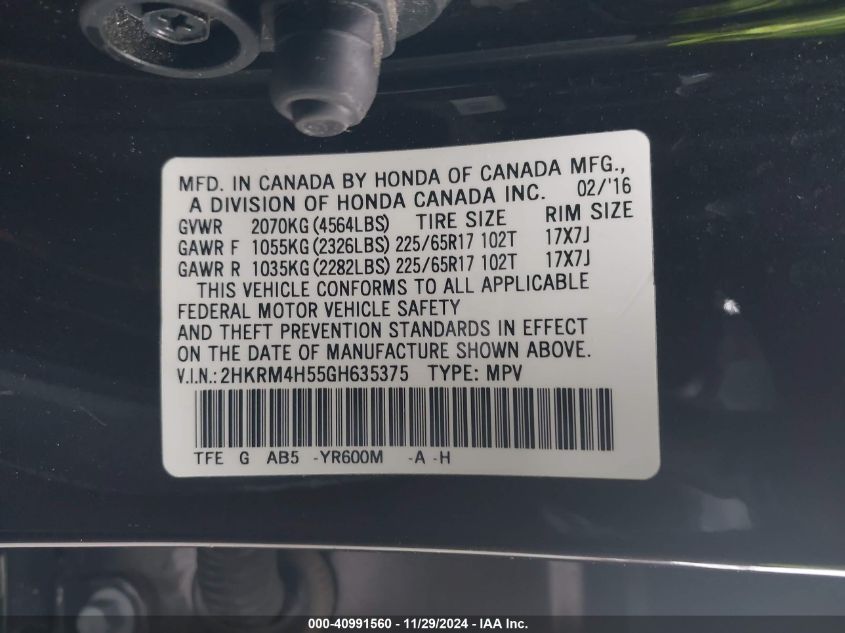 MFD. IN CANADA BY HONDA OF CANADA MFG.,
A DIVISION OF HONDA CANADA INC. 02/'16
GVWR 2070KG (4564LBS) TIRE SIZE RIM SIZE
GAWR F 1055KG (2326LBS) 225/65R17 102T 17X7J
GAWR R 1035KG (2282LBS) 225/65R17 102T 17X7J
THIS VEHICLE CONFORMS TO ALL APPLICABLE
FEDERAL MOTOR VEHICLE SAFETY
AND THEFT PREVENTION STANDARDS IN EFFECT
ON THE DATE OF MANUFACTURE SHOWN ABOVE.
V.I.N.: 2HKRM4H55GH635375 TYPE: MPV
TFE G AB5 -YR600M -A -H
000-40991560 - 11/29/2024 - IAA Inc.